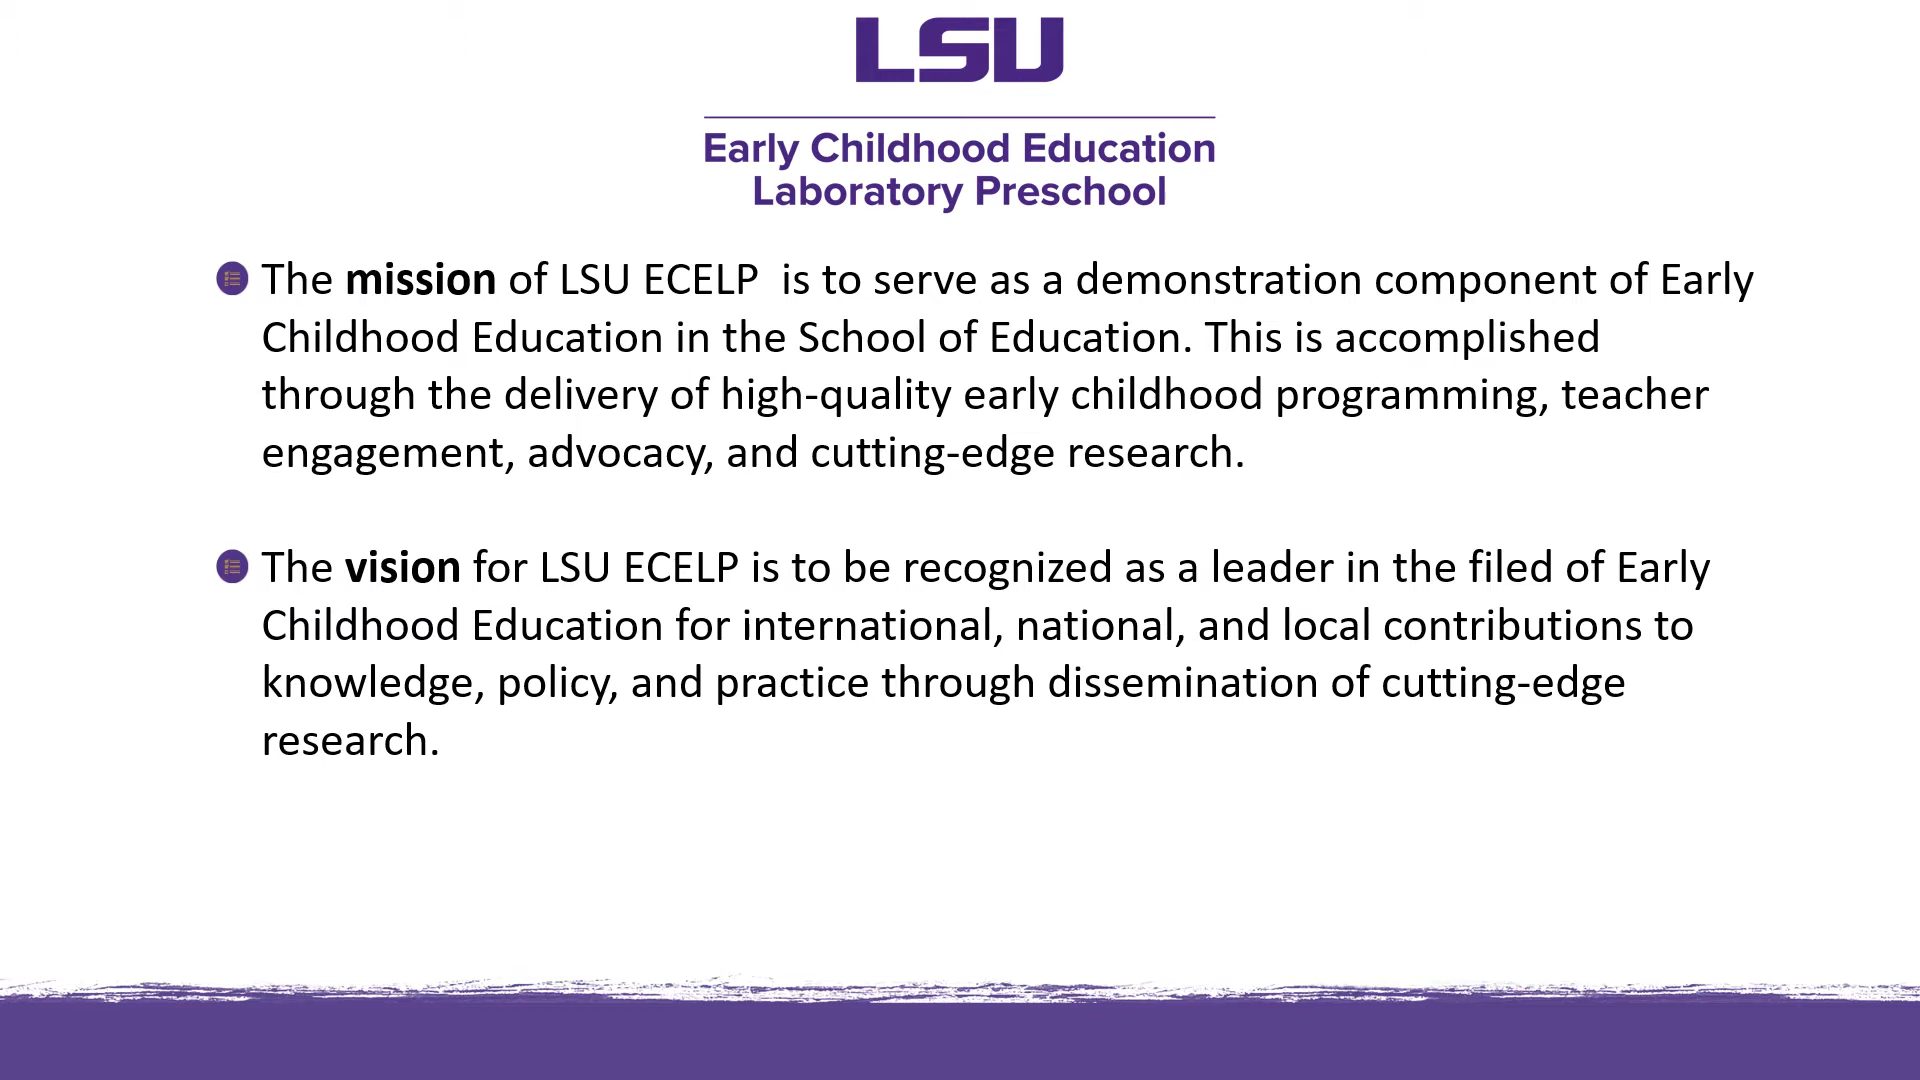 LSU
Early Childhood Education
Laboratory Preschool
The mission of LSU ECELP  is to serve as a demonstration component of Early
Childhood Education in the School of Education. This is accomplished
through the delivery of high-quality early childhood programming, teacher
engagement, advocacy, and cutting-edge research.
The vision for LSU ECELP is to be recognized as a leader in the filed of Early
Childhood Education for international, national, and local contributions to
knowledge, policy, and practice through dissemination of cutting-edge
research.